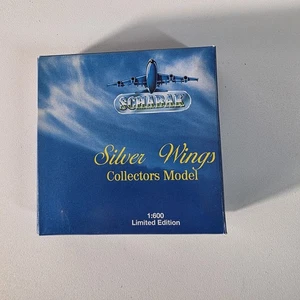 SCHABAK
Silver Wings
Collectors Model
1:600
Limited Edition